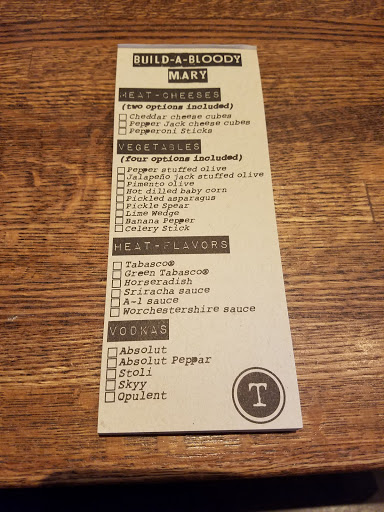 BUILD-A-BLOODY
MARY
MEAT-CHEESES
(two options included)
Cheddar cheese cubes
Pepper Jack cheese cubes
Pepperoni Sticks
VEGETABLES
(four options included)
Pepper stuffed olive
Jalapeño jack stuffed olive
Pimento olive
Hot dilled baby corn
Pickled asparagus
Pickle Spear
Lime Wedge
Banana Pepper
Celery Stick
HEAT-FLAVORS
Tabasco®
Green Tabasco®
Horseradish
Sriracha sauce
A-1 sauce
Worchestershire sauce
VODKAS
Absolut
Absolut Peppar
Stoli
Skyy
Opulent
T